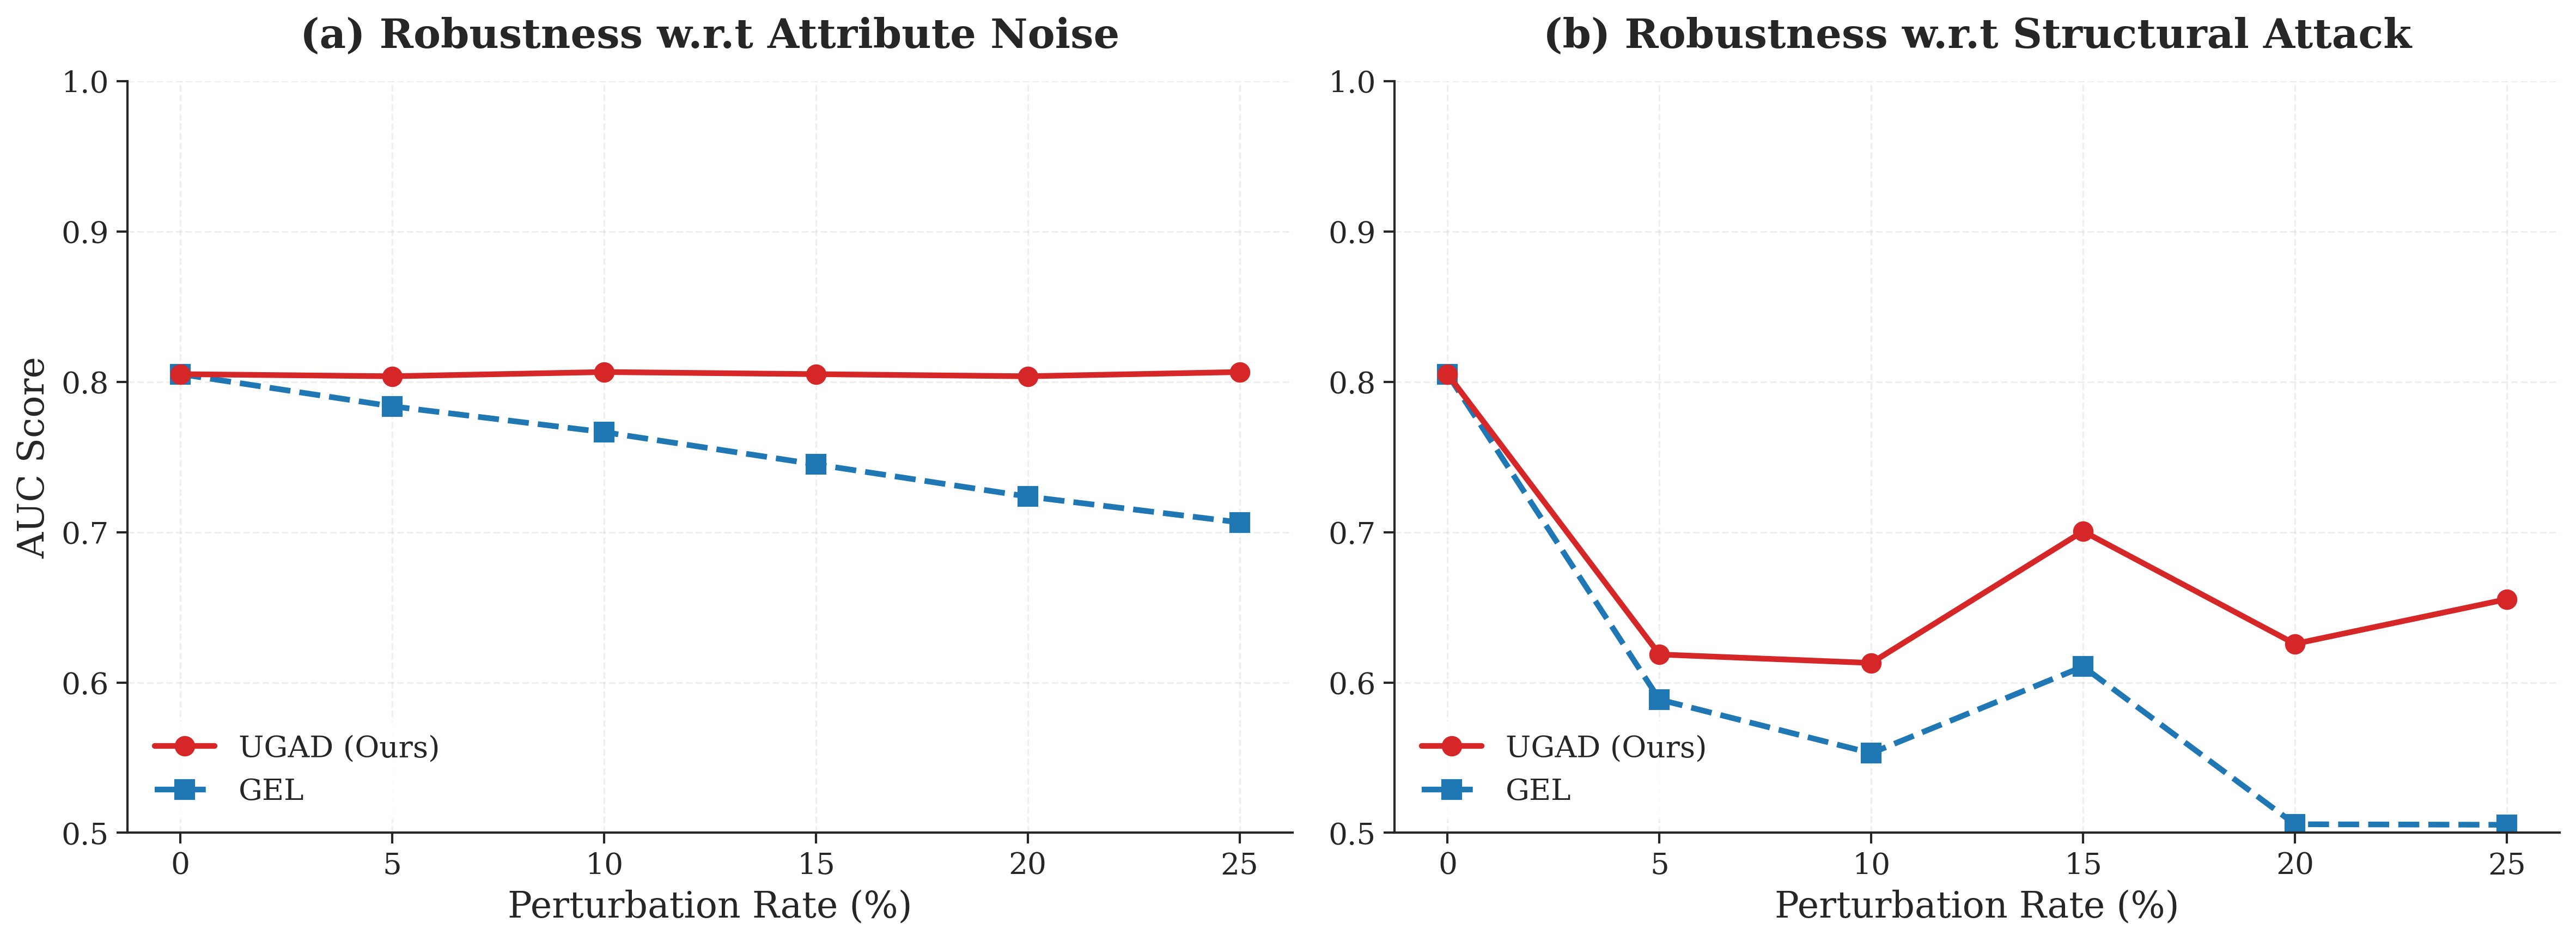 (a) Robustness w.r.t Attribute Noise
1.0
0.9
0.8
0.7
0.6
0.5
AUC Score
UGAD (Ours)
GEL
0 5 10 15 20 25
Perturbation Rate (%)
(b) Robustness w.r.t Structural Attack
1.0
0.9
0.8
0.7
0.6
0.5
UGAD (Ours)
GEL
0 5 10 15 20 25
Perturbation Rate (%)